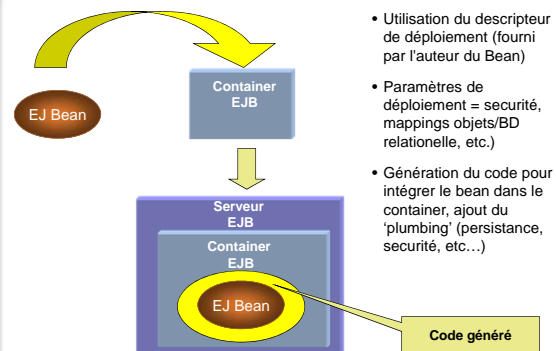 • Utilisation du descripteur
de déploiement (fourni
par l'auteur du Bean)
• Paramètres de
déploiement = securité,
mappings objets/BD
relationelle, etc.)
• Génération du code pour
intégrer le bean dans le
container, ajout du
'plumbing' (persistance,
securité, etc…)
EJ Bean
Container
EJB
Serveur
EJB
Container
EJB
EJ Bean
Code généré